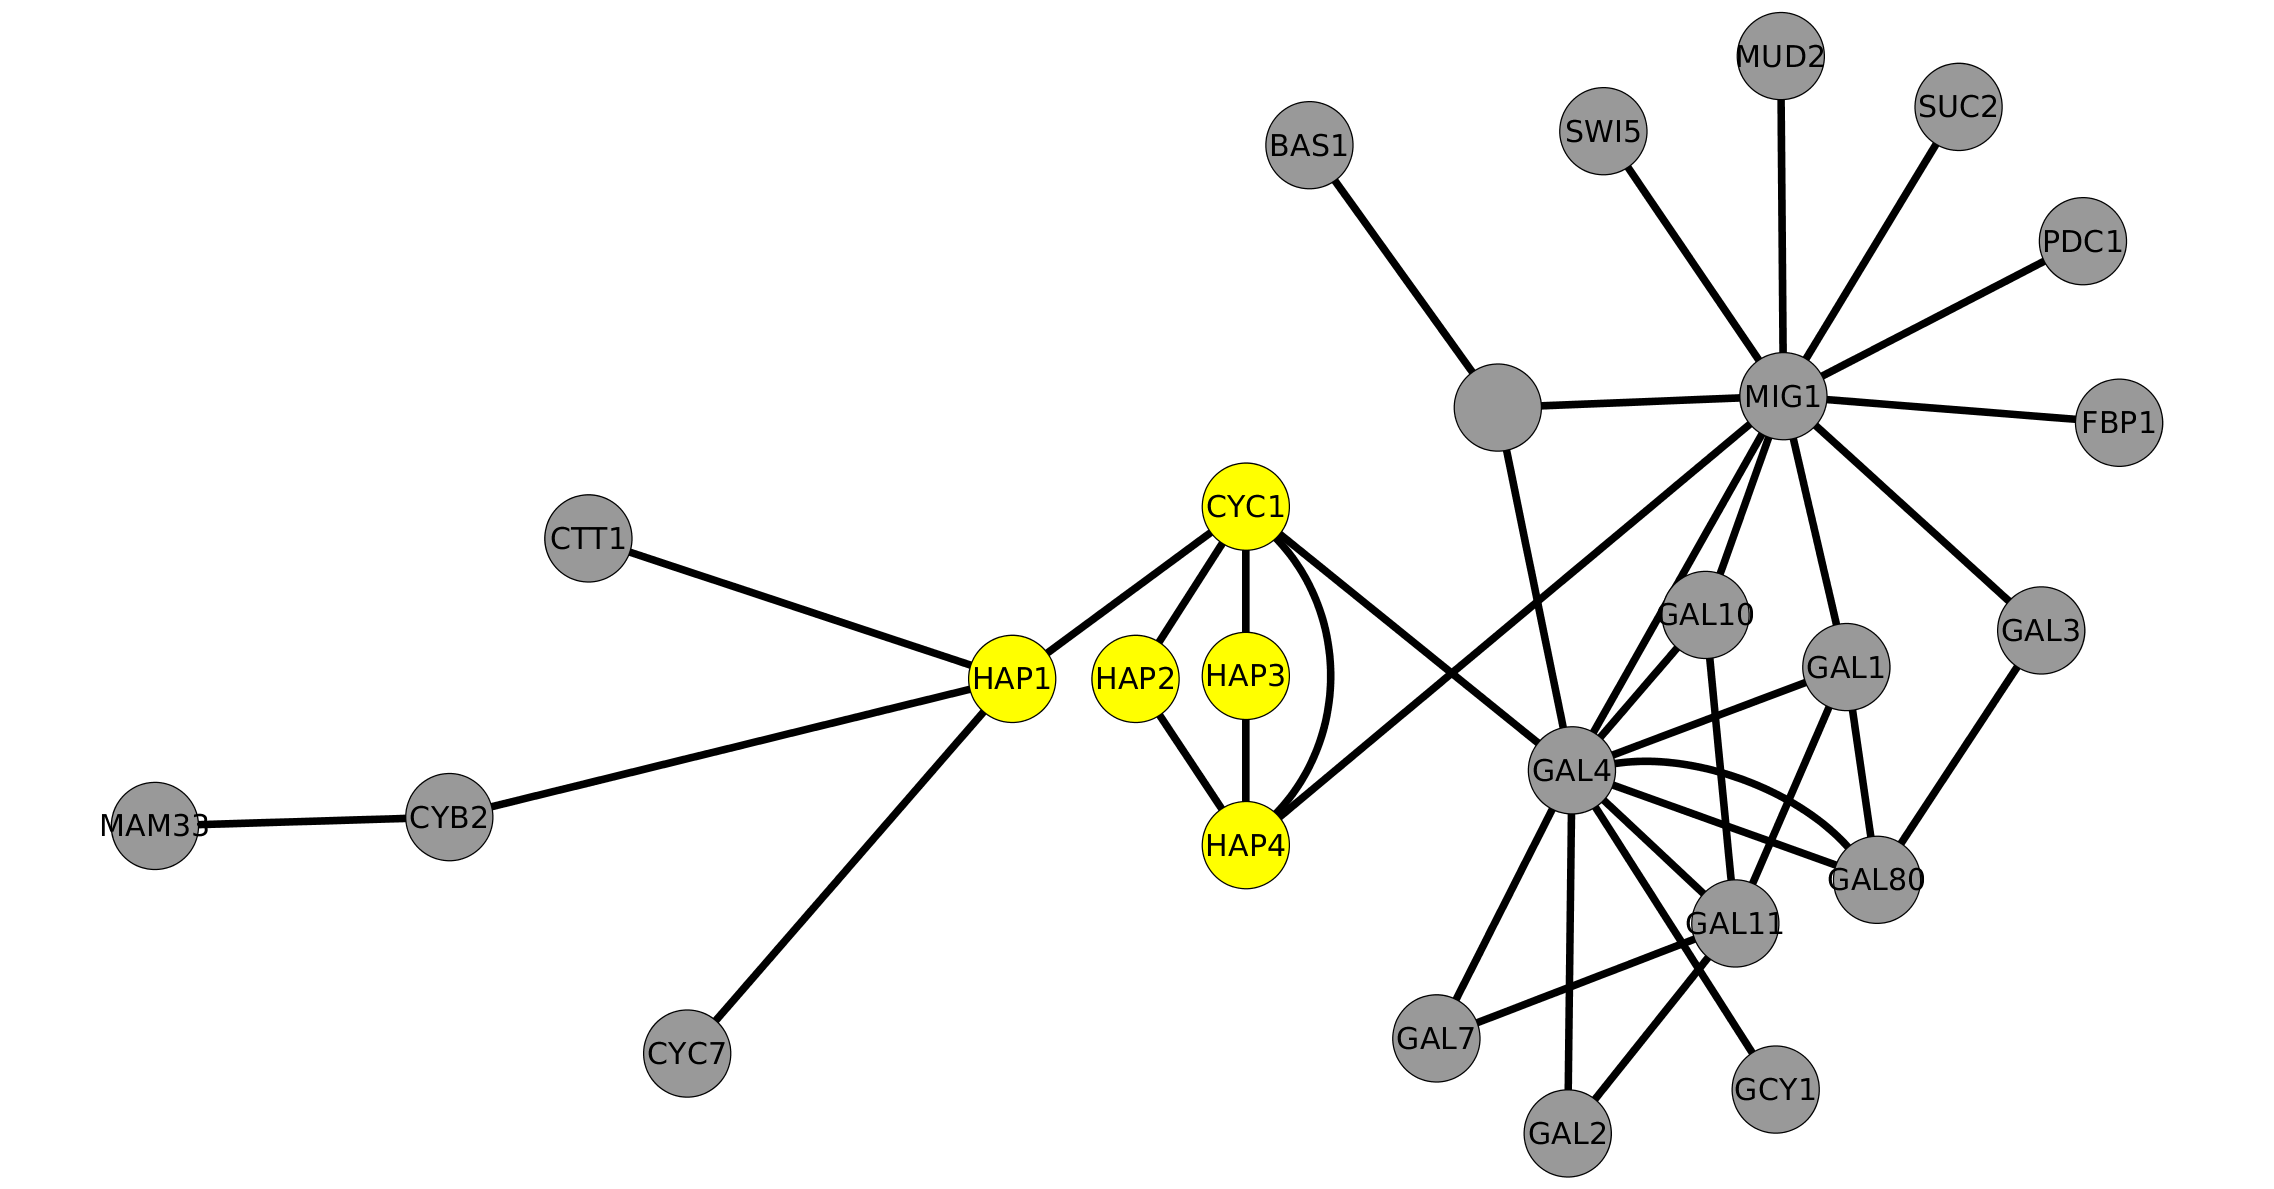 MUD2
SUC2
SWI5
BAS1
PDC1
MIG1
FBP1
CYC1
CTT1
GAL10
GAL3
GAL1
HAP1
HAP2
HAP3
GAL4
CYB2
MAM33
HAP4
GAL80
GAL11
GAL7
CYC7
GCY1
GAL2